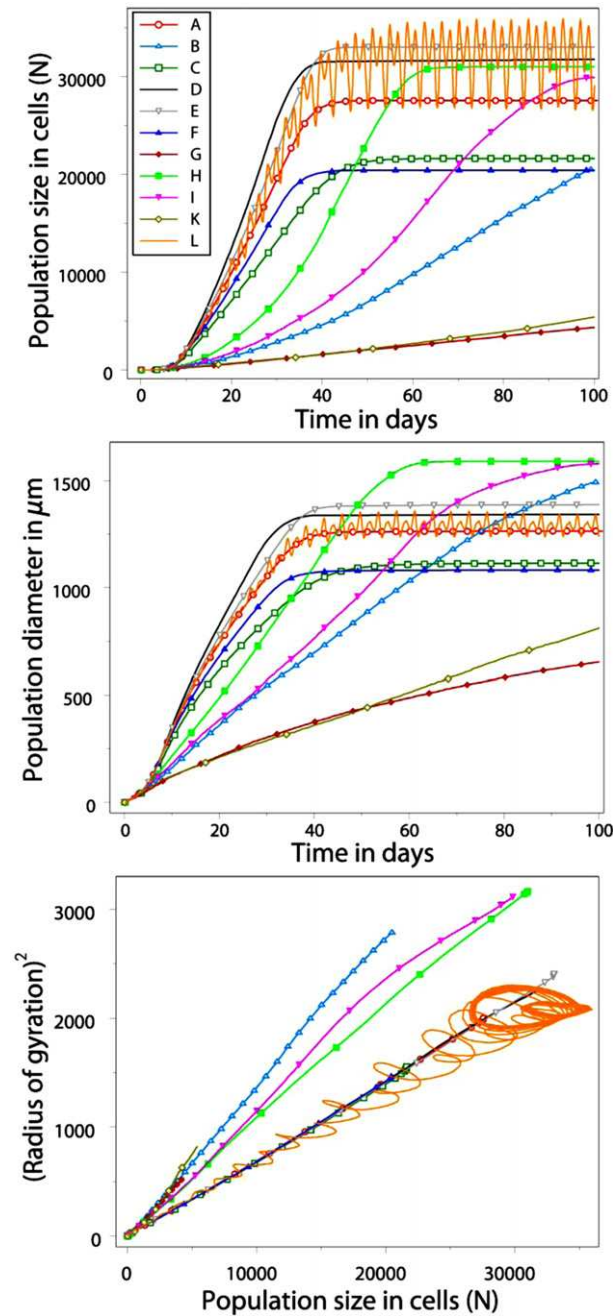 Population size in cells (N)
30000
20000
10000
0
A
B
C
D
E
F
G
H
I
K
L
0
20
40
60
80
100
Time in days
Population diameter in μm
1500
1000
500
0
0
20
40
60
80
100
Time in days
(Radius of gyration)²
3000
2000
1000
0
0
10000
20000
30000
Population size in cells (N)